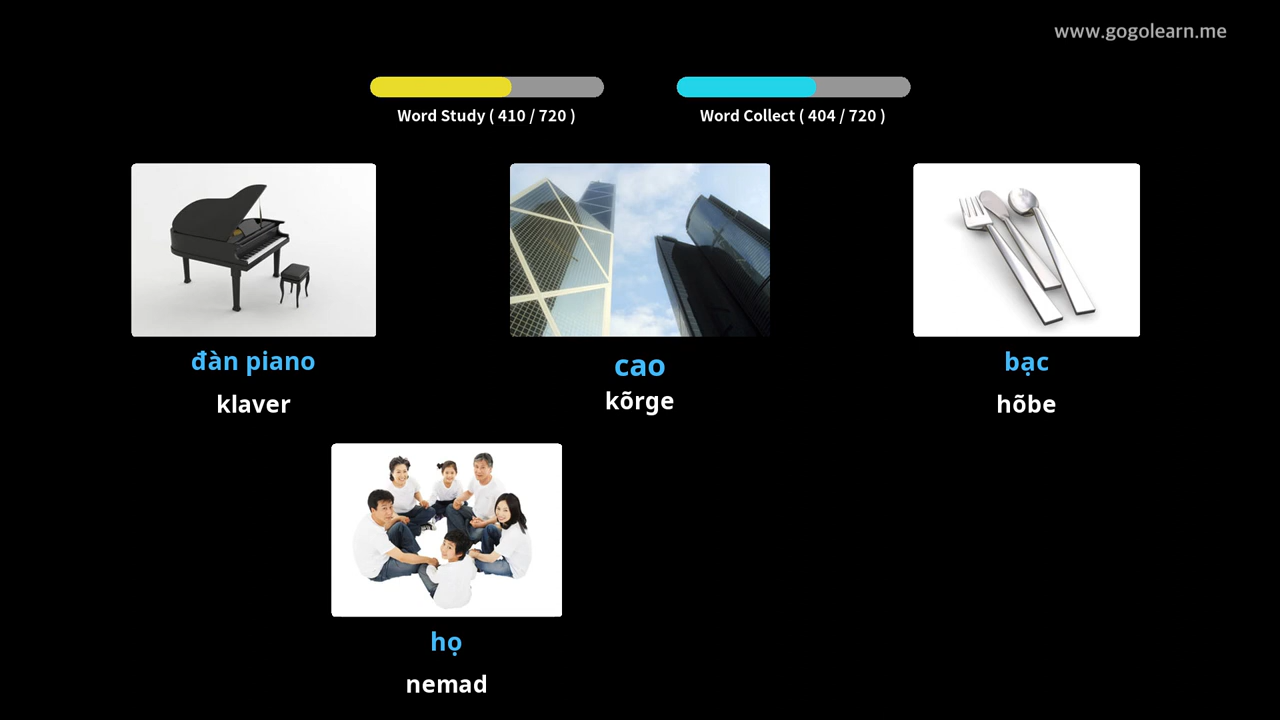 www.gogolearn.me
Word Study ( 410 / 720 )
Word Collect ( 404 / 720 )
đàn piano
klaver
cao
kõrge
bạc
hõbe
họ
nemad